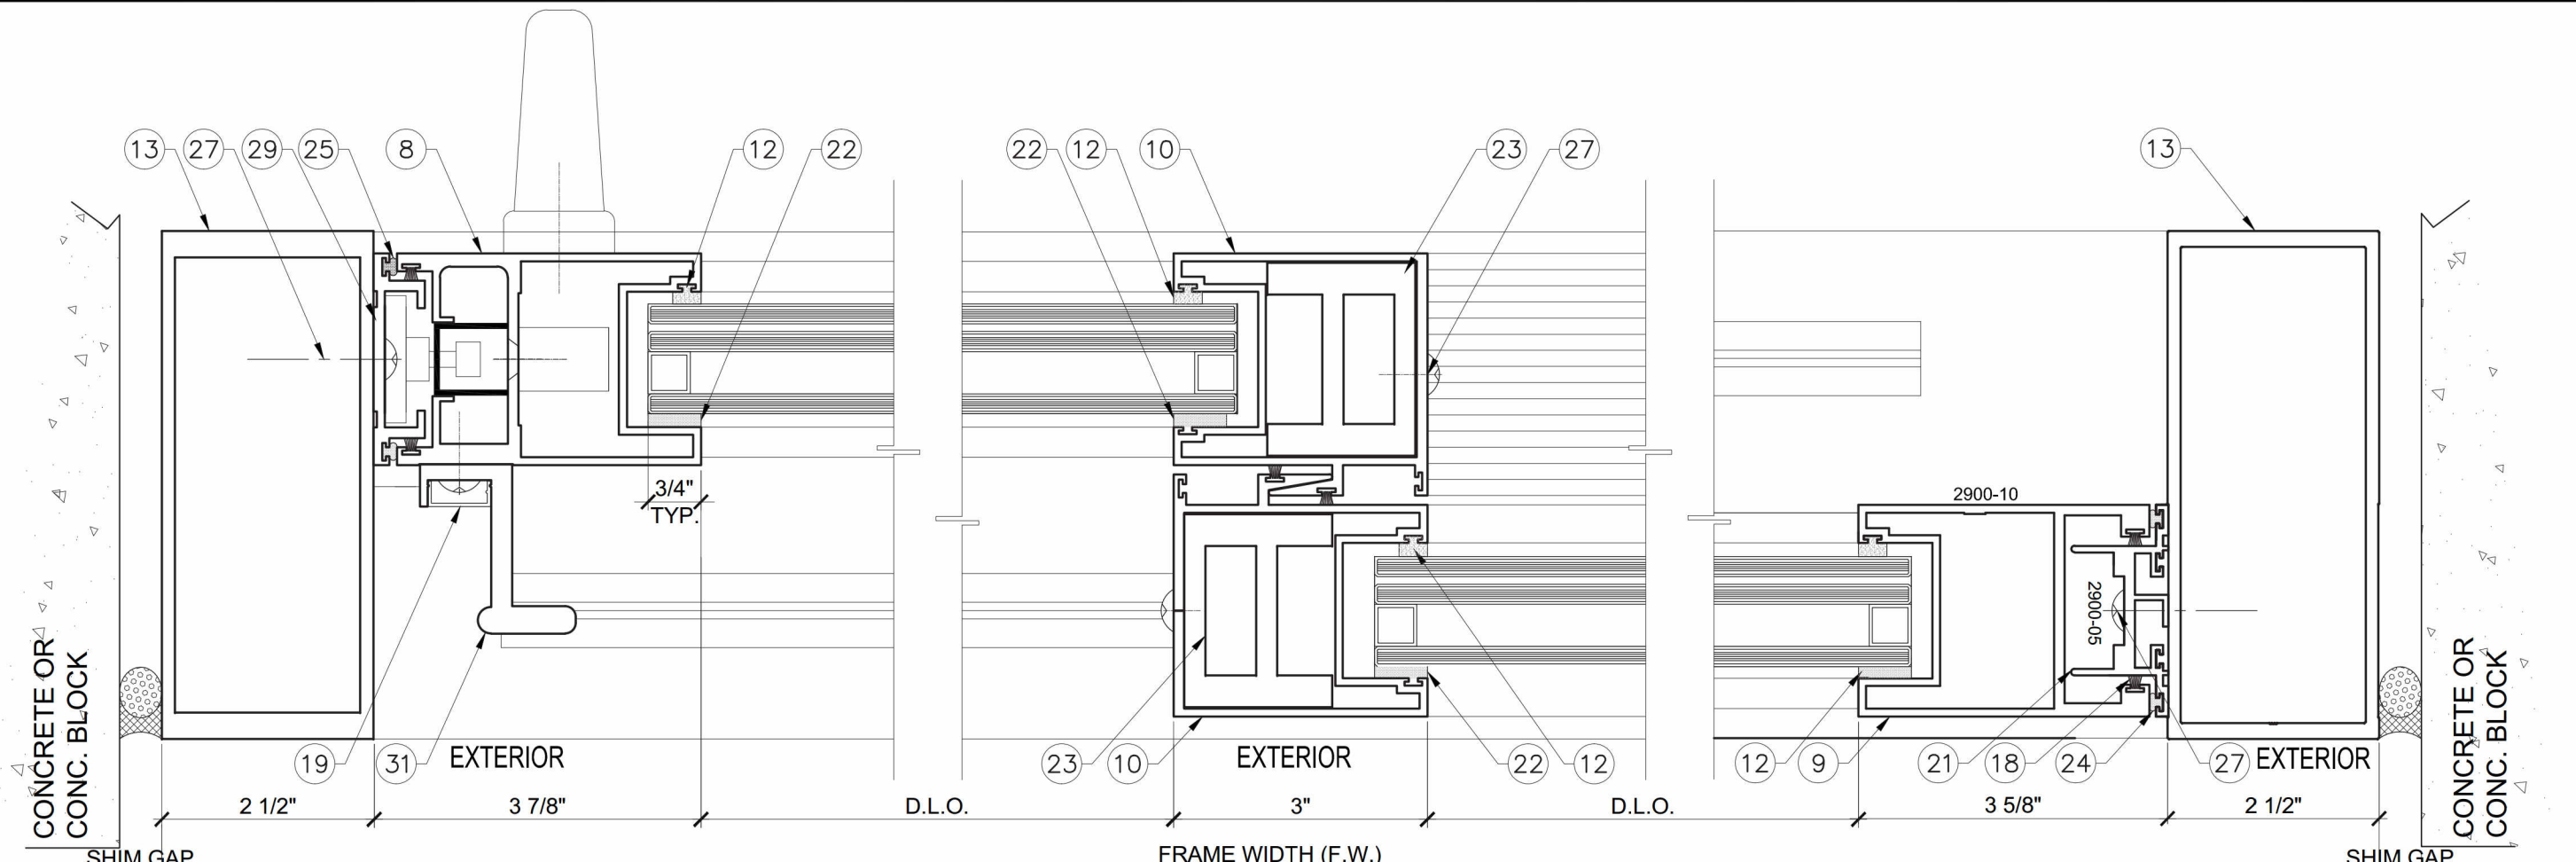 13 27 29 25 8 12 22 22 12 10 23 27 13
3/4"
TYP.
2900-10
2900-05
CONCRETE OR
CONC. BLOCK
CONCRETE OR
CONC. BLOCK
19 31 EXTERIOR 23 10 EXTERIOR 22 12 12 9 21 18 24 27 EXTERIOR
2 1/2" 3 7/8" D.L.O. 3" D.L.O. 3 5/8" 2 1/2"
SHIM GAP FRAME WIDTH (F.W.) SHIM GAP